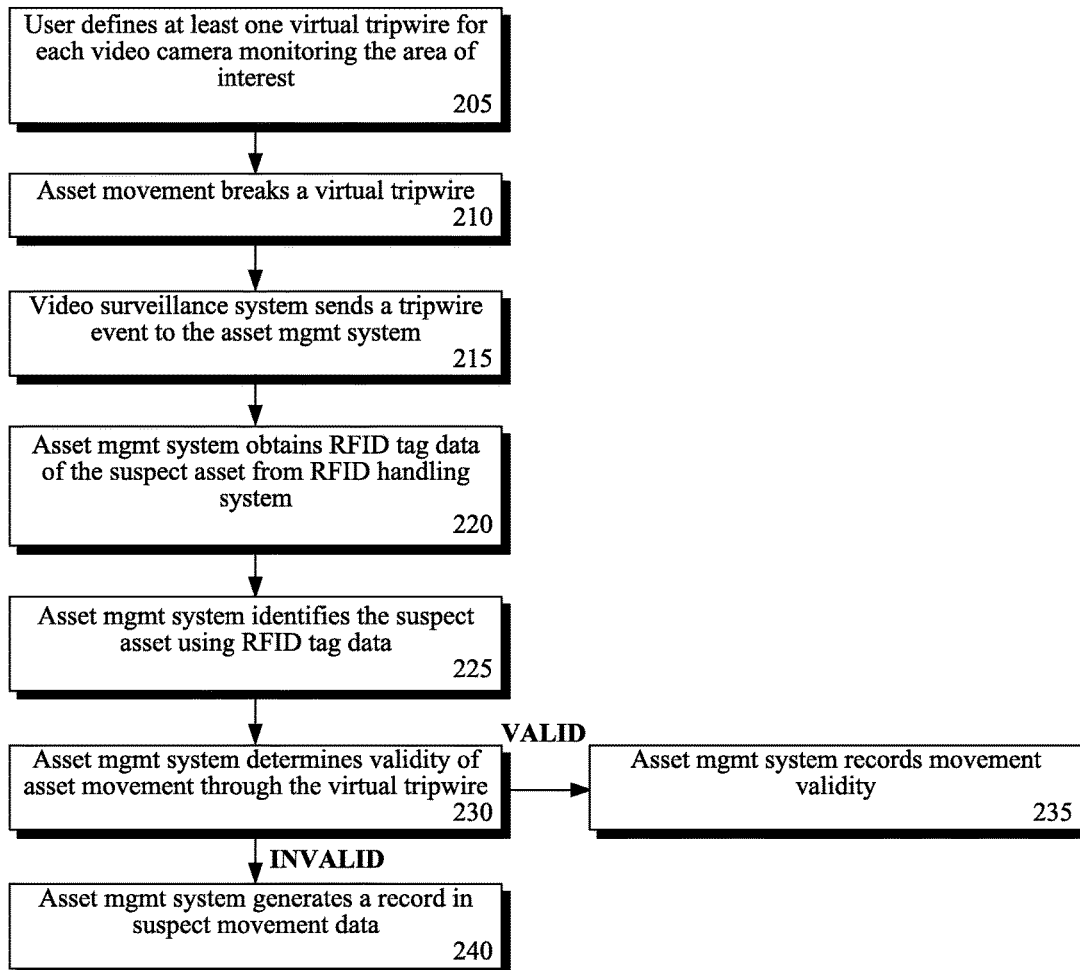 User defines at least one virtual tripwire for
each video camera monitoring the area of
interest
205
Asset movement breaks a virtual tripwire
210
Video surveillance system sends a tripwire
event to the asset mgmt system
215
Asset mgmt system obtains RFID tag data
of the suspect asset from RFID handling
system
220
Asset mgmt system identifies the suspect
asset using RFID tag data
225
Asset mgmt system determines validity of
asset movement through the virtual tripwire
230
VALID
Asset mgmt system records movement
validity
235
INVALID
Asset mgmt system generates a record in
suspect movement data
240